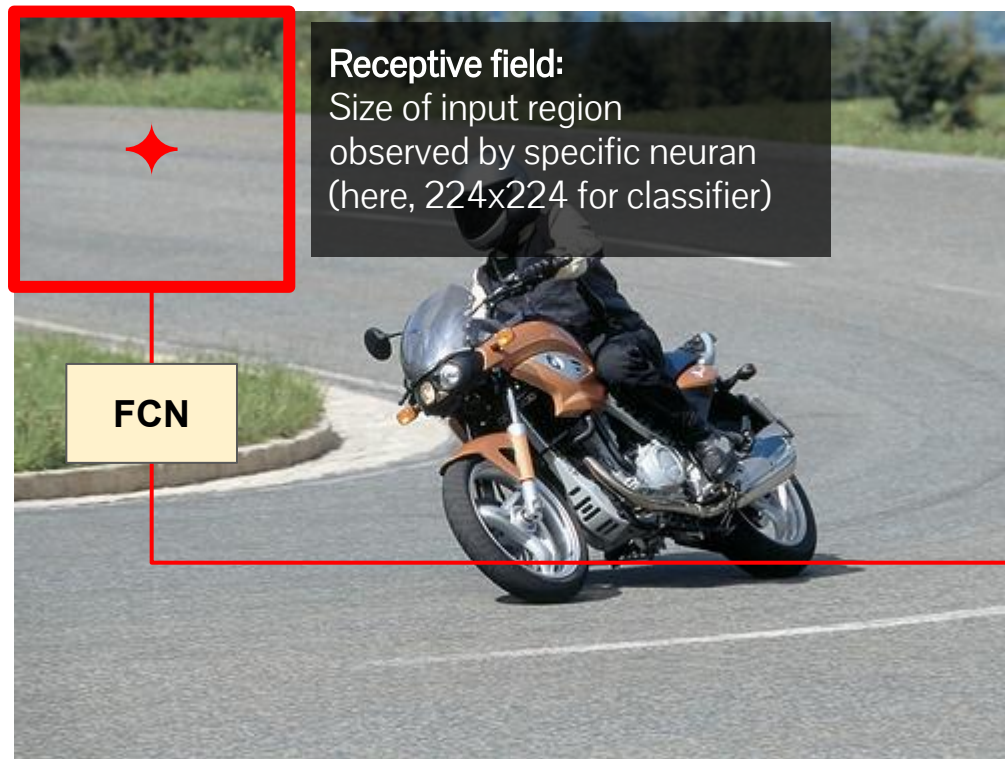 Receptive field:
Size of input region
observed by specific neuran
(here, 224x224 for classifier)
FCN